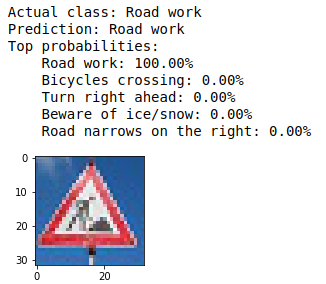 Actual class: Road work
Prediction: Road work
Top probabilities:
    Road work: 100.00%
    Bicycles crossing: 0.00%
    Turn right ahead: 0.00%
    Beware of ice/snow: 0.00%
    Road narrows on the right: 0.00%
0
10
20
30
0 20